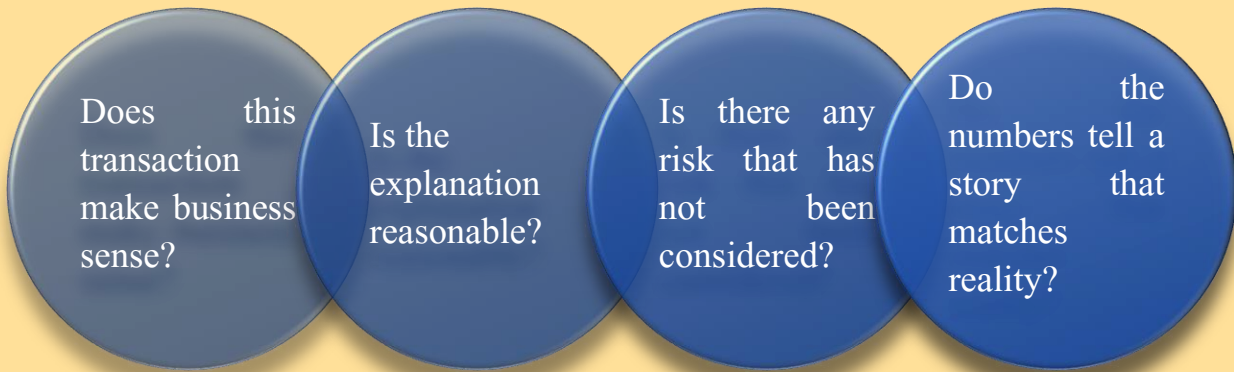 Does this
transaction
make business
sense?
Is the
explanation
reasonable?
Is there any
risk that has
not been
considered?
Do the
numbers tell a
story that
matches
reality?